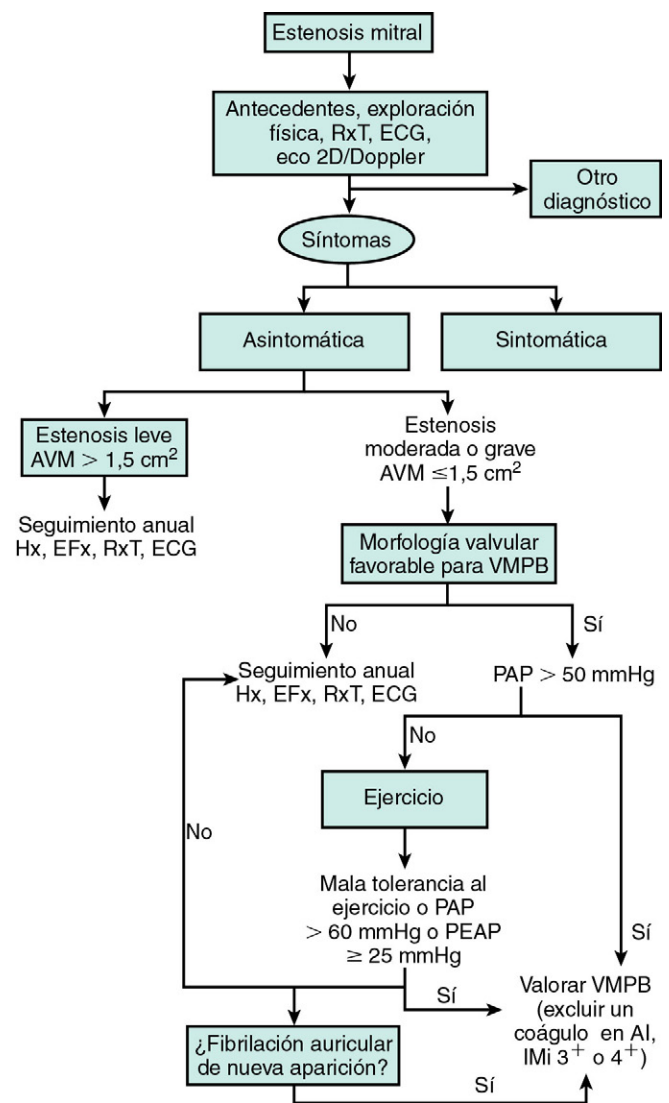 Estenosis mitral
Antecedentes, exploración
física, RxT, ECG,
eco 2D/Doppler
Otro
diagnóstico
Síntomas
Asintomática
Sintomática
Estenosis leve
AVM > 1,5 cm²
Estenosis
moderada o grave
AVM ≤1,5 cm²
Seguimiento anual
Hx, EFx, RxT, ECG
Morfología valvular
favorable para VMPB
No
Sí
Seguimiento anual
Hx, EFx, RxT, ECG
PAP > 50 mmHg
No
Ejercicio
No
Mala tolerancia al
ejercicio o PAP
> 60 mmHg o PEAP
≥ 25 mmHg
Sí
Sí
Valorar VMPB
(excluir un
coágulo en AI,
IMi 3⁺ o 4⁺)
¿Fibrilación auricular
de nueva aparición?
Sí